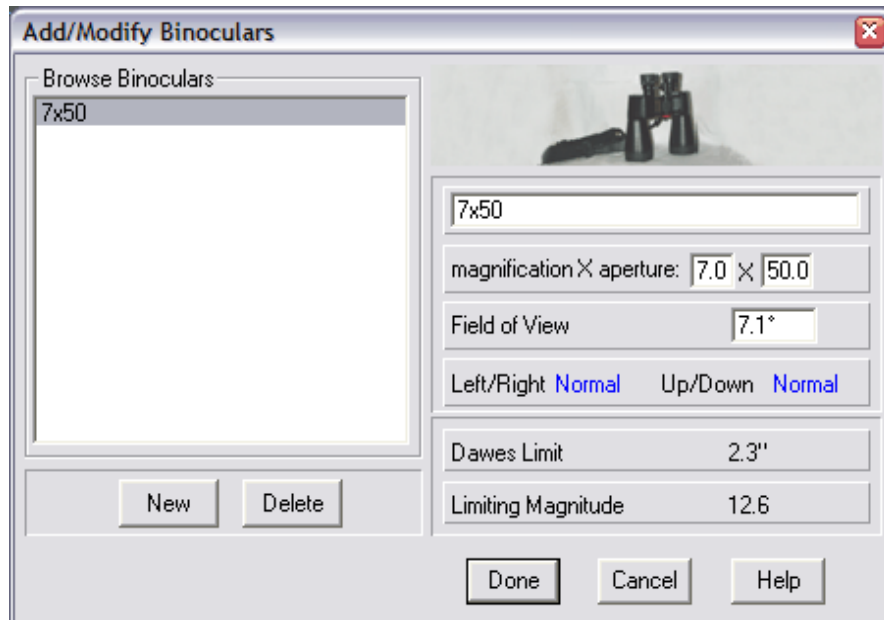 Add/Modify Binoculars
Browse Binoculars
7x50
7x50
magnification X aperture: 7.0 X 50.0
Field of View 7.1°
Left/Right Normal Up/Down Normal
Dawes Limit 2.3"
Limiting Magnitude 12.6
New Delete
Done Cancel Help